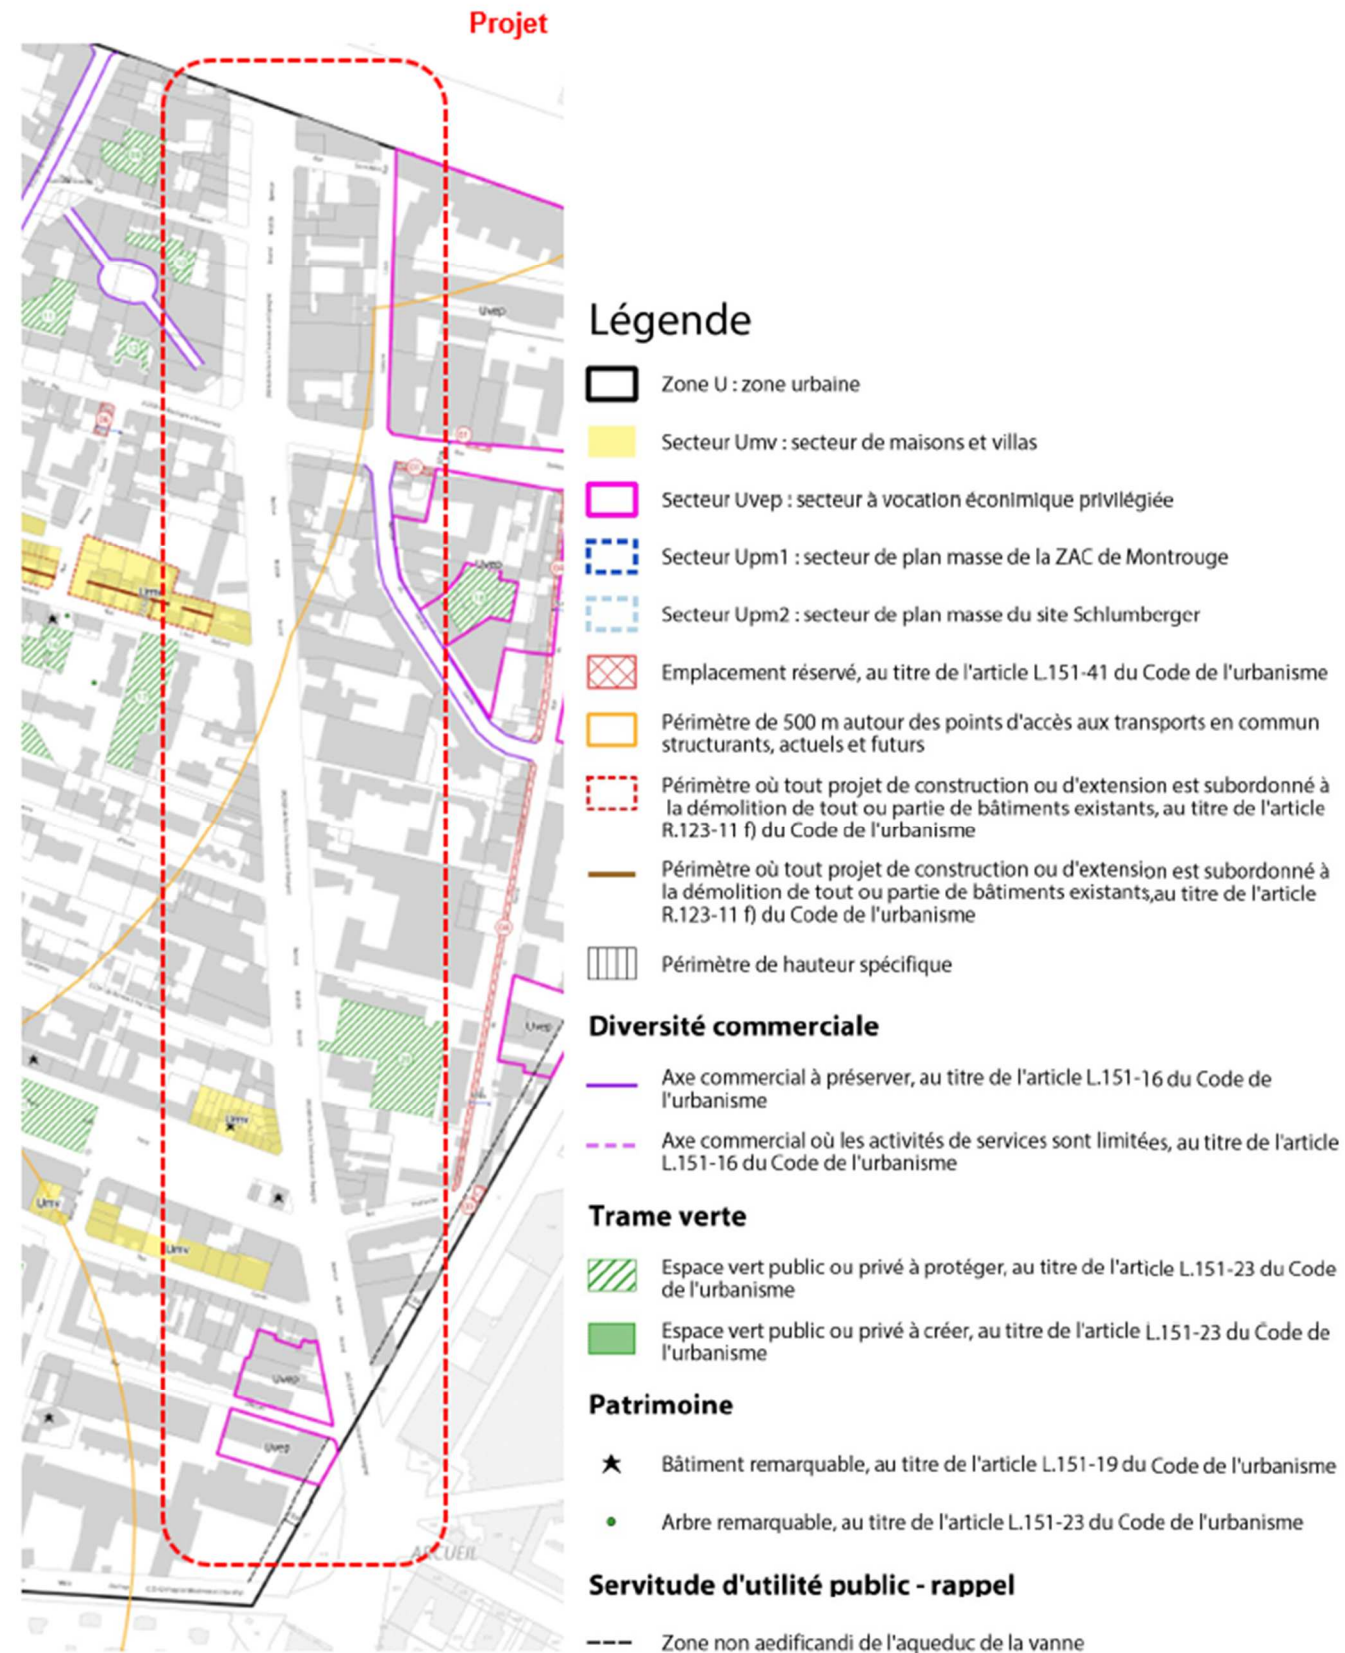 Projet
Uvep
Uvep
Umv
Uvep
Umv
Umv
Umv
Uvep
Uvep
ARCUEIL
Légende
Zone U : zone urbaine
Secteur Umv : secteur de maisons et villas
Secteur Uvep : secteur à vocation éconimique privilégiée
Secteur Upm1 : secteur de plan masse de la ZAC de Montrouge
Secteur Upm2 : secteur de plan masse du site Schlumberger
Emplacement réservé, au titre de l'article L.151-41 du Code de l'urbanisme
Périmètre de 500 m autour des points d'accès aux transports en commun
structurants, actuels et futurs
Périmètre où tout projet de construction ou d'extension est subordonné à
la démolition de tout ou partie de bâtiments existants, au titre de l'article
R.123-11 f) du Code de l'urbanisme
Périmètre où tout projet de construction ou d'extension est subordonné à
la démolition de tout ou partie de bâtiments existants,au titre de l'article
R.123-11 f) du Code de l'urbanisme
Périmètre de hauteur spécifique
Diversité commerciale
Axe commercial à préserver, au titre de l'article L.151-16 du Code de
l'urbanisme
Axe commercial où les activités de services sont limitées, au titre de l'article
L.151-16 du Code de l'urbanisme
Trame verte
Espace vert public ou privé à protéger, au titre de l'article L.151-23 du Code
de l'urbanisme
Espace vert public ou privé à créer, au titre de l'article L.151-23 du Code de
l'urbanisme
Patrimoine
Bâtiment remarquable, au titre de l'article L.151-19 du Code de l'urbanisme
Arbre remarquable, au titre de l'article L.151-23 du Code de l'urbanisme
Servitude d'utilité public - rappel
Zone non aedificandi de l'aqueduc de la vanne